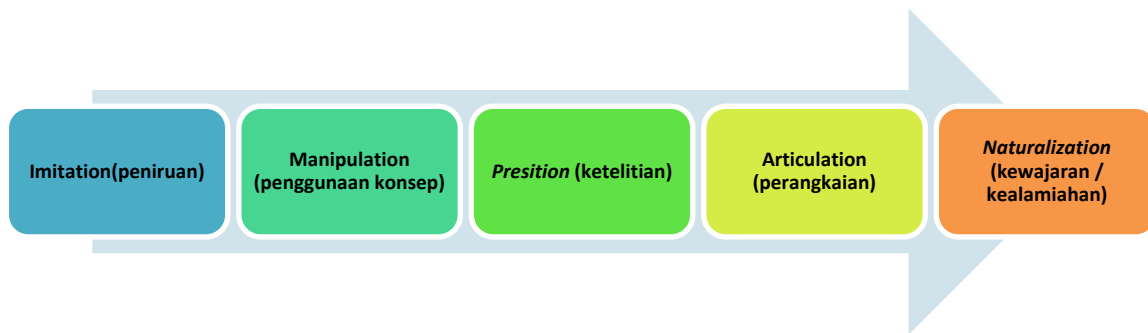 Imitation(peniruan)
Manipulation
(penggunaan konsep)
Presition (ketelitian)
Articulation
(perangkaian)
Naturalization
(kewajaran /
kealamiahan)